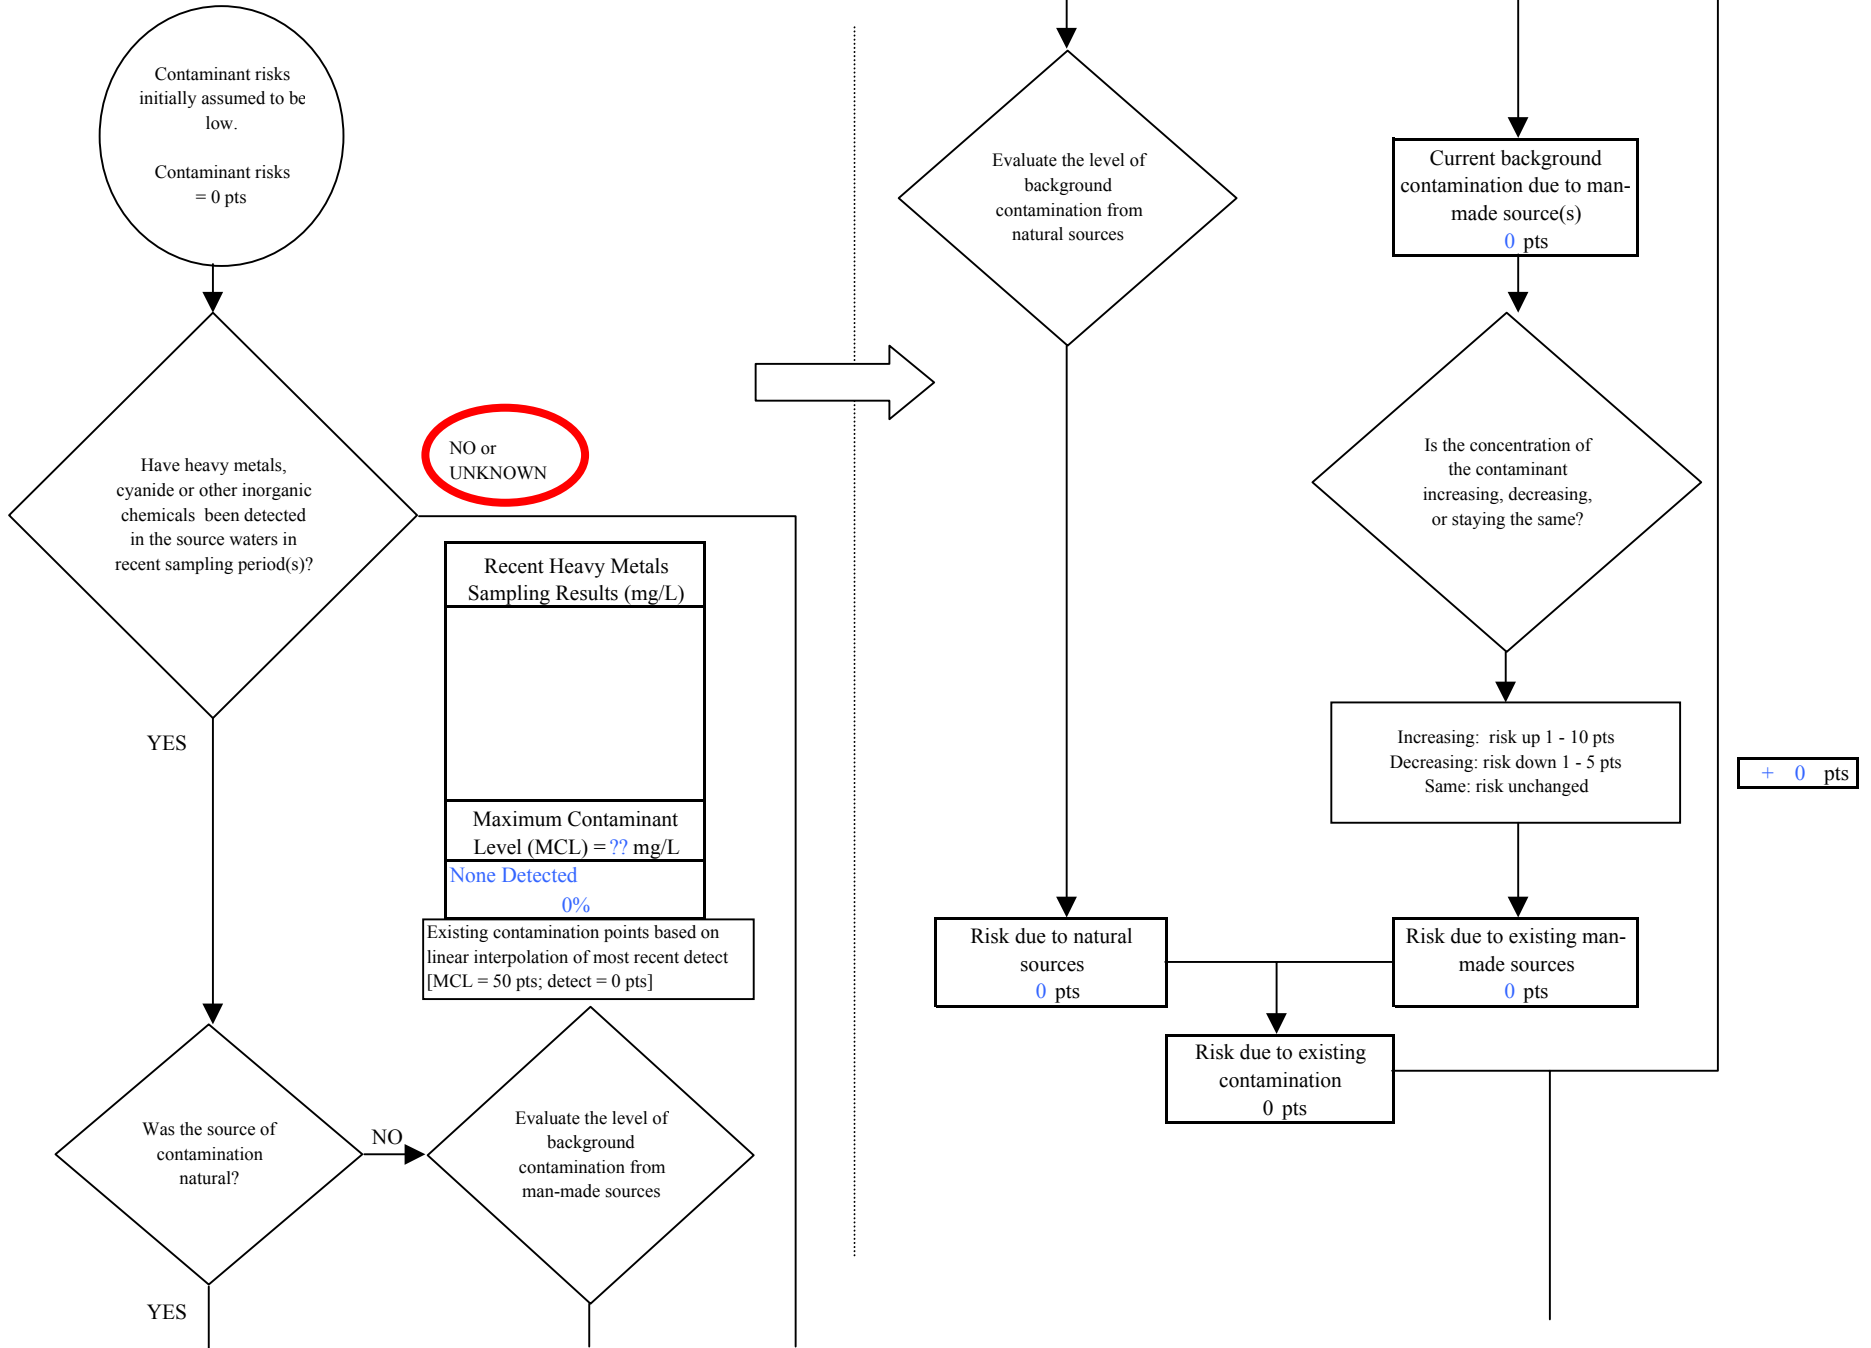 Contaminant risks
initially assumed to be
low.
Contaminant risks
= 0 pts
Have heavy metals,
cyanide or other inorganic
chemicals been detected
in the source waters in
recent sampling period(s)?
NO or
UNKNOWN
YES
Recent Heavy Metals
Sampling Results (mg/L)
Maximum Contaminant
Level (MCL) = ?? mg/L
None Detected
0%
Existing contamination points based on
linear interpolation of most recent detect
[MCL = 50 pts; detect = 0 pts]
Was the source of
contamination
natural?
NO
Evaluate the level of
background
contamination from
man-made sources
YES
Evaluate the level of
background
contamination from
natural sources
Current background
contamination due to man-
made source(s)
0 pts
Is the concentration of
the contaminant
increasing, decreasing,
or staying the same?
Increasing: risk up 1 - 10 pts
Decreasing: risk down 1 - 5 pts
Same: risk unchanged
+ 0 pts
Risk due to natural
sources
0 pts
Risk due to existing man-
made sources
0 pts
Risk due to existing
contamination
0 pts